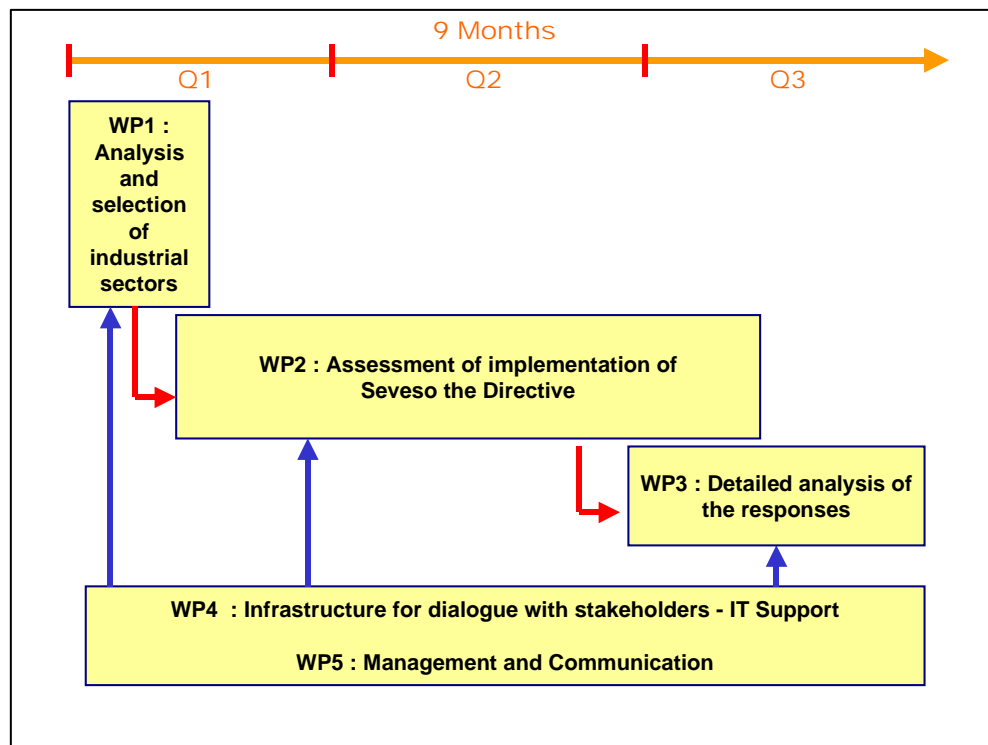 9 Months
Q1 Q2 Q3
WP1 :
Analysis
and
selection
of
industrial
sectors
WP2 : Assessment of implementation of
Seveso the Directive
WP3 : Detailed analysis of
the responses
WP4 : Infrastructure for dialogue with stakeholders - IT Support
WP5 : Management and Communication